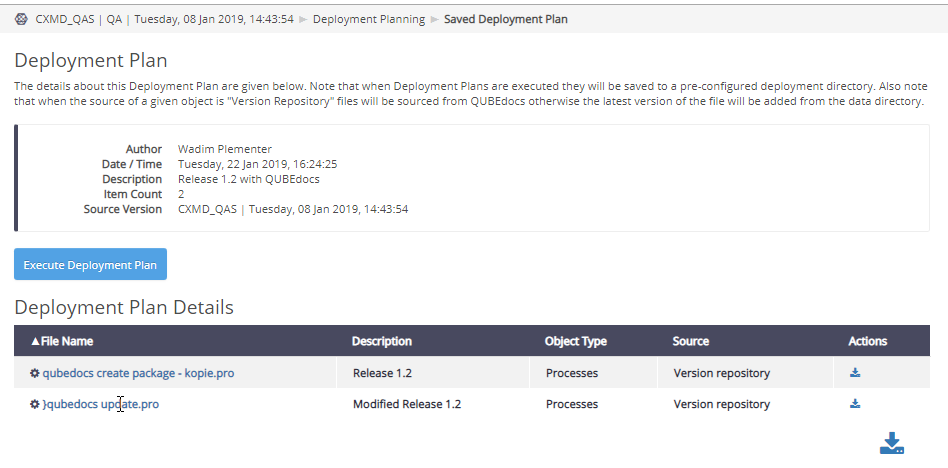 CXMD_QAS | QA | Tuesday, 08 Jan 2019, 14:43:54 ► Deployment Planning ► Saved Deployment Plan
Deployment Plan
The details about this Deployment Plan are given below. Note that when Deployment Plans are executed they will be saved to a pre-configured deployment directory. Also note
that when the source of a given object is "Version Repository" files will be sourced from QUBEdocs otherwise the latest version of the file will be added from the data directory.
Author Wadim Plementer
Date / Time Tuesday, 22 Jan 2019, 16:24:25
Description Release 1.2 with QUBEdocs
Item Count 2
Source Version CXMD_QAS | Tuesday, 08 Jan 2019, 14:43:54
Execute Deployment Plan
Deployment Plan Details
▲File Name Description Object Type Source Actions
qubedocs create package - kopie.pro Release 1.2 Processes Version repository
}qubedocs update.pro Modified Release 1.2 Processes Version repository